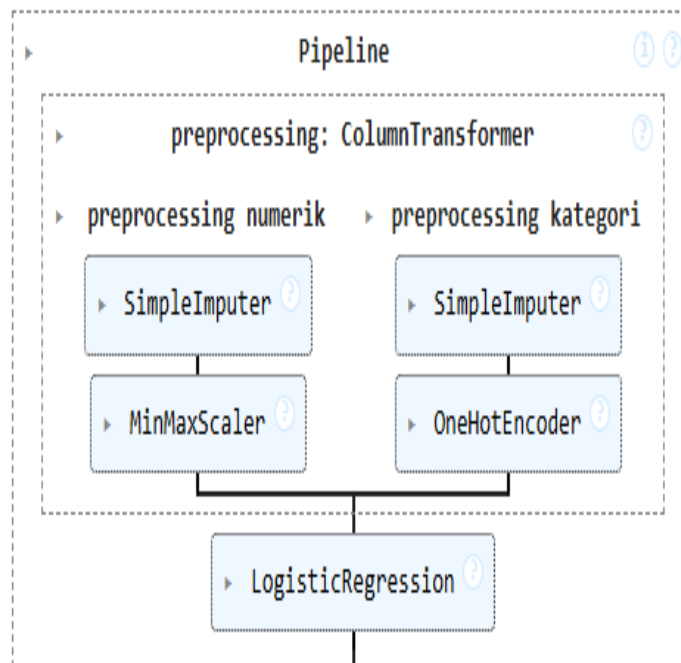 Pipeline
i ?
preprocessing: ColumnTransformer
?
preprocessing numerik
preprocessing kategori
SimpleImputer ?
SimpleImputer ?
MinMaxScaler ?
OneHotEncoder ?
LogisticRegression ?